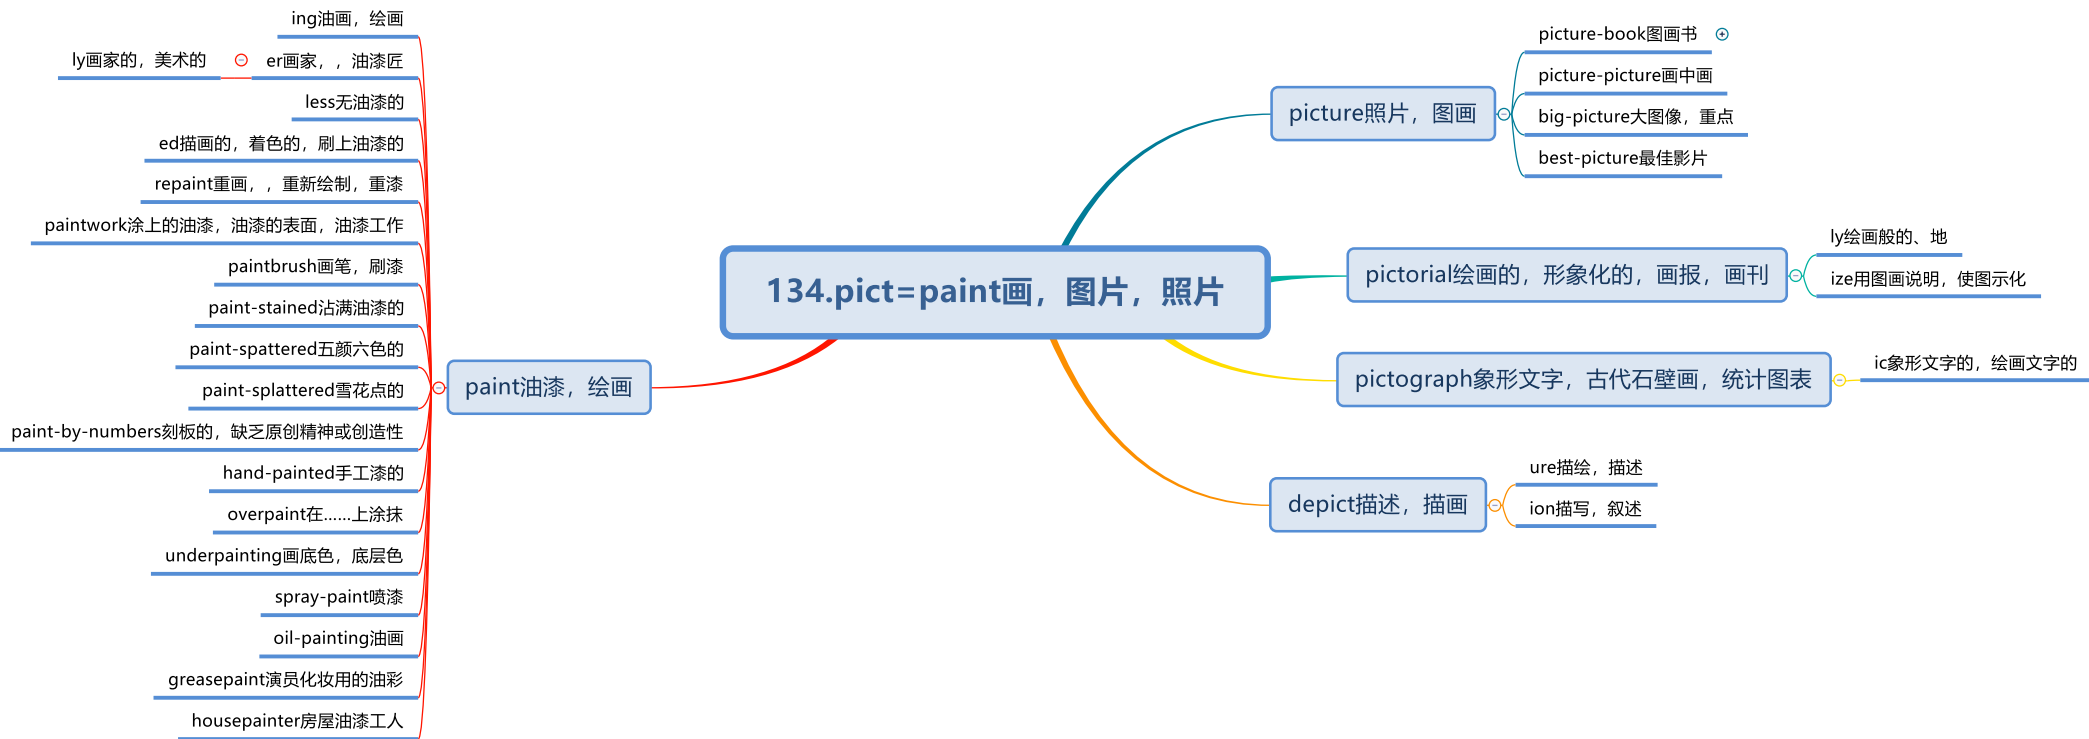 134.pict=paint画，图片，照片
picture照片，图画
picture-book图画书
picture-picture画中画
big-picture大图像，重点
best-picture最佳影片
pictorial绘画的，形象化的，画报，画刊
ly绘画般的、地
ize用图画说明，使图示化
pictograph象形文字，古代石壁画，统计图表
ic象形文字的，绘画文字的
depict描述，描画
ure描绘，描述
ion描写，叙述
paint油漆，绘画
ing油画，绘画
er画家，，油漆匠
ly画家的，美术的
less无油漆的
ed描画的，着色的，刷上油漆的
repaint重画，，重新绘制，重漆
paintwork涂上的油漆，油漆的表面，油漆工作
paintbrush画笔，刷漆
paint-stained沾满油漆的
paint-spattered五颜六色的
paint-splattered雪花点的
paint-by-numbers刻板的，缺乏原创精神或创造性
hand-painted手工漆的
overpaint在……上涂抹
underpainting画底色，底层色
spray-paint喷漆
oil-painting油画
greasepaint演员化妆用的油彩
housepainter房屋油漆工人